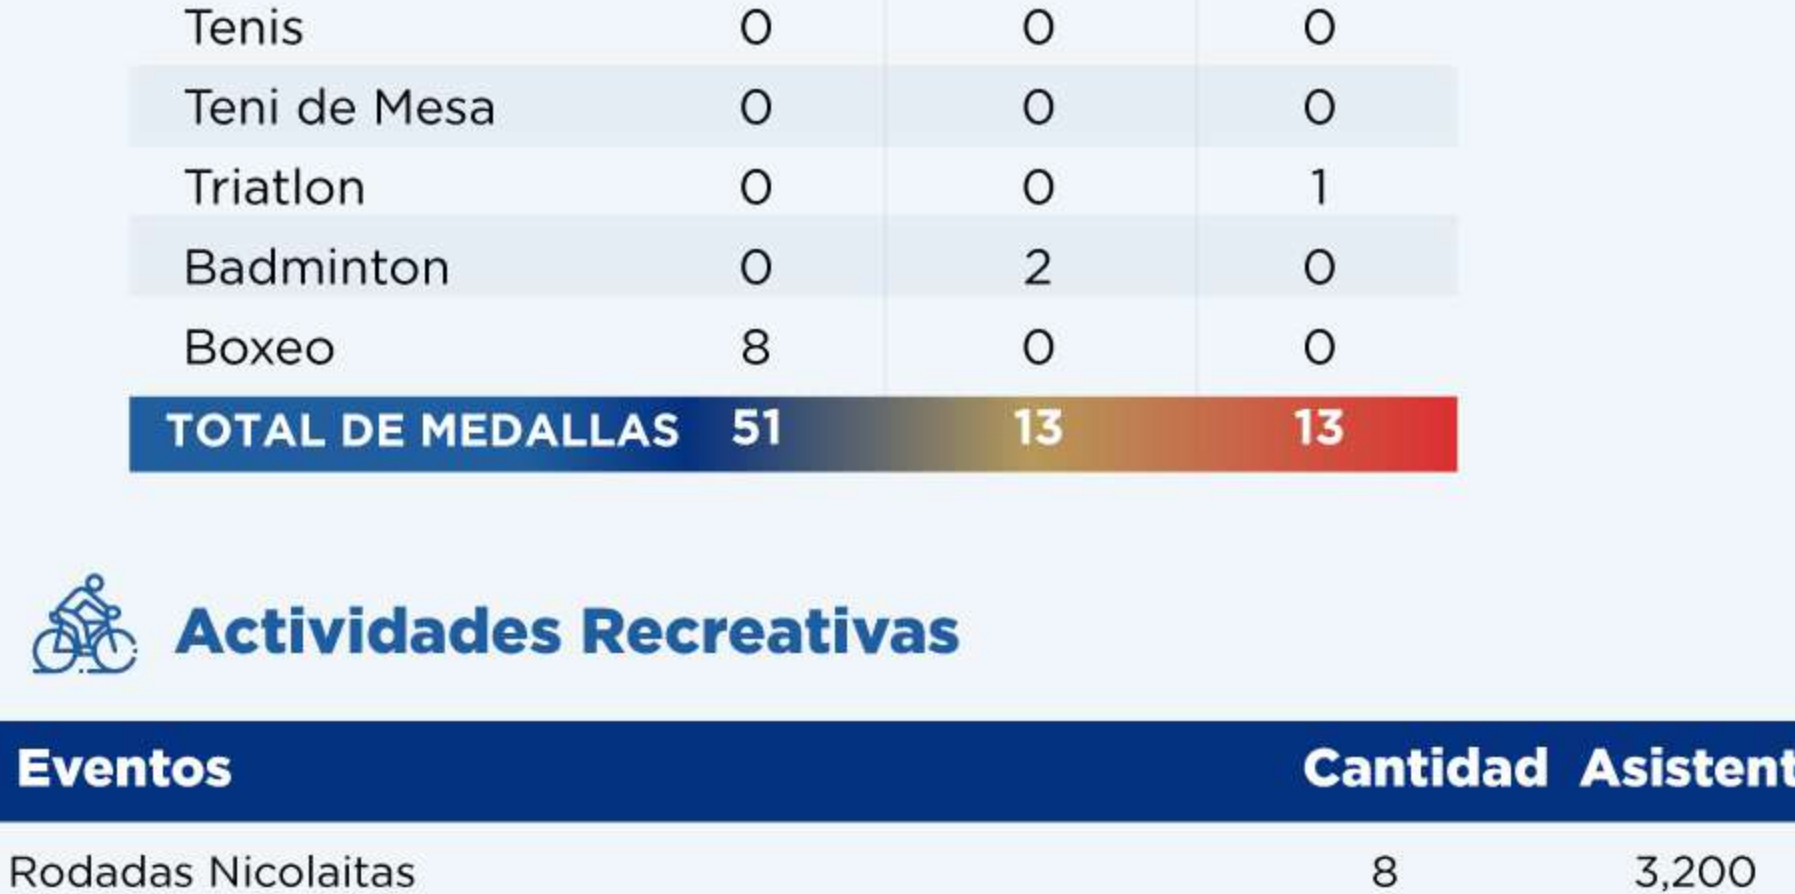 Tenis 0 0 0
Teni de Mesa 0 0 0
Triatlon 0 0 1
Badminton 0 2 0
Boxeo 8 0 0
TOTAL DE MEDALLAS 51 13 13
Actividades Recreativas
Eventos Cantidad Asistent
Rodadas Nicolaitas 8 3,200